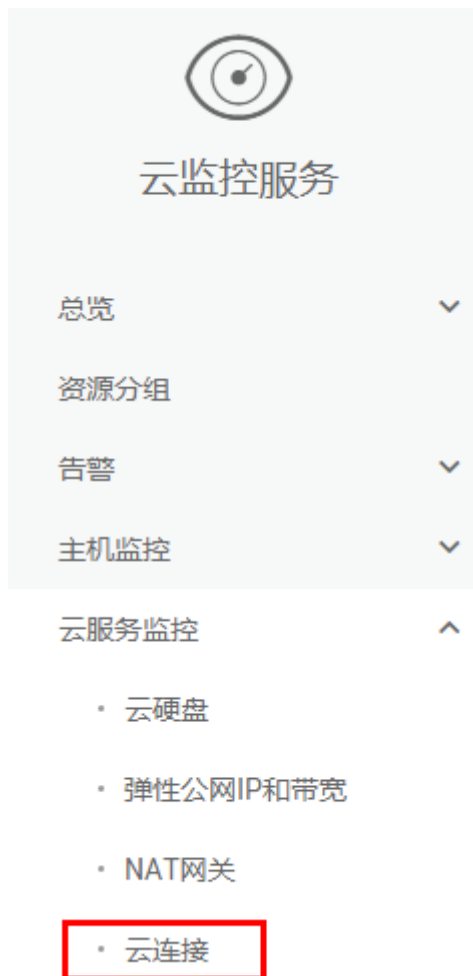 云监控服务
总览
资源分组
告警
主机监控
云服务监控
云硬盘
弹性公网IP和带宽
NAT网关
云连接